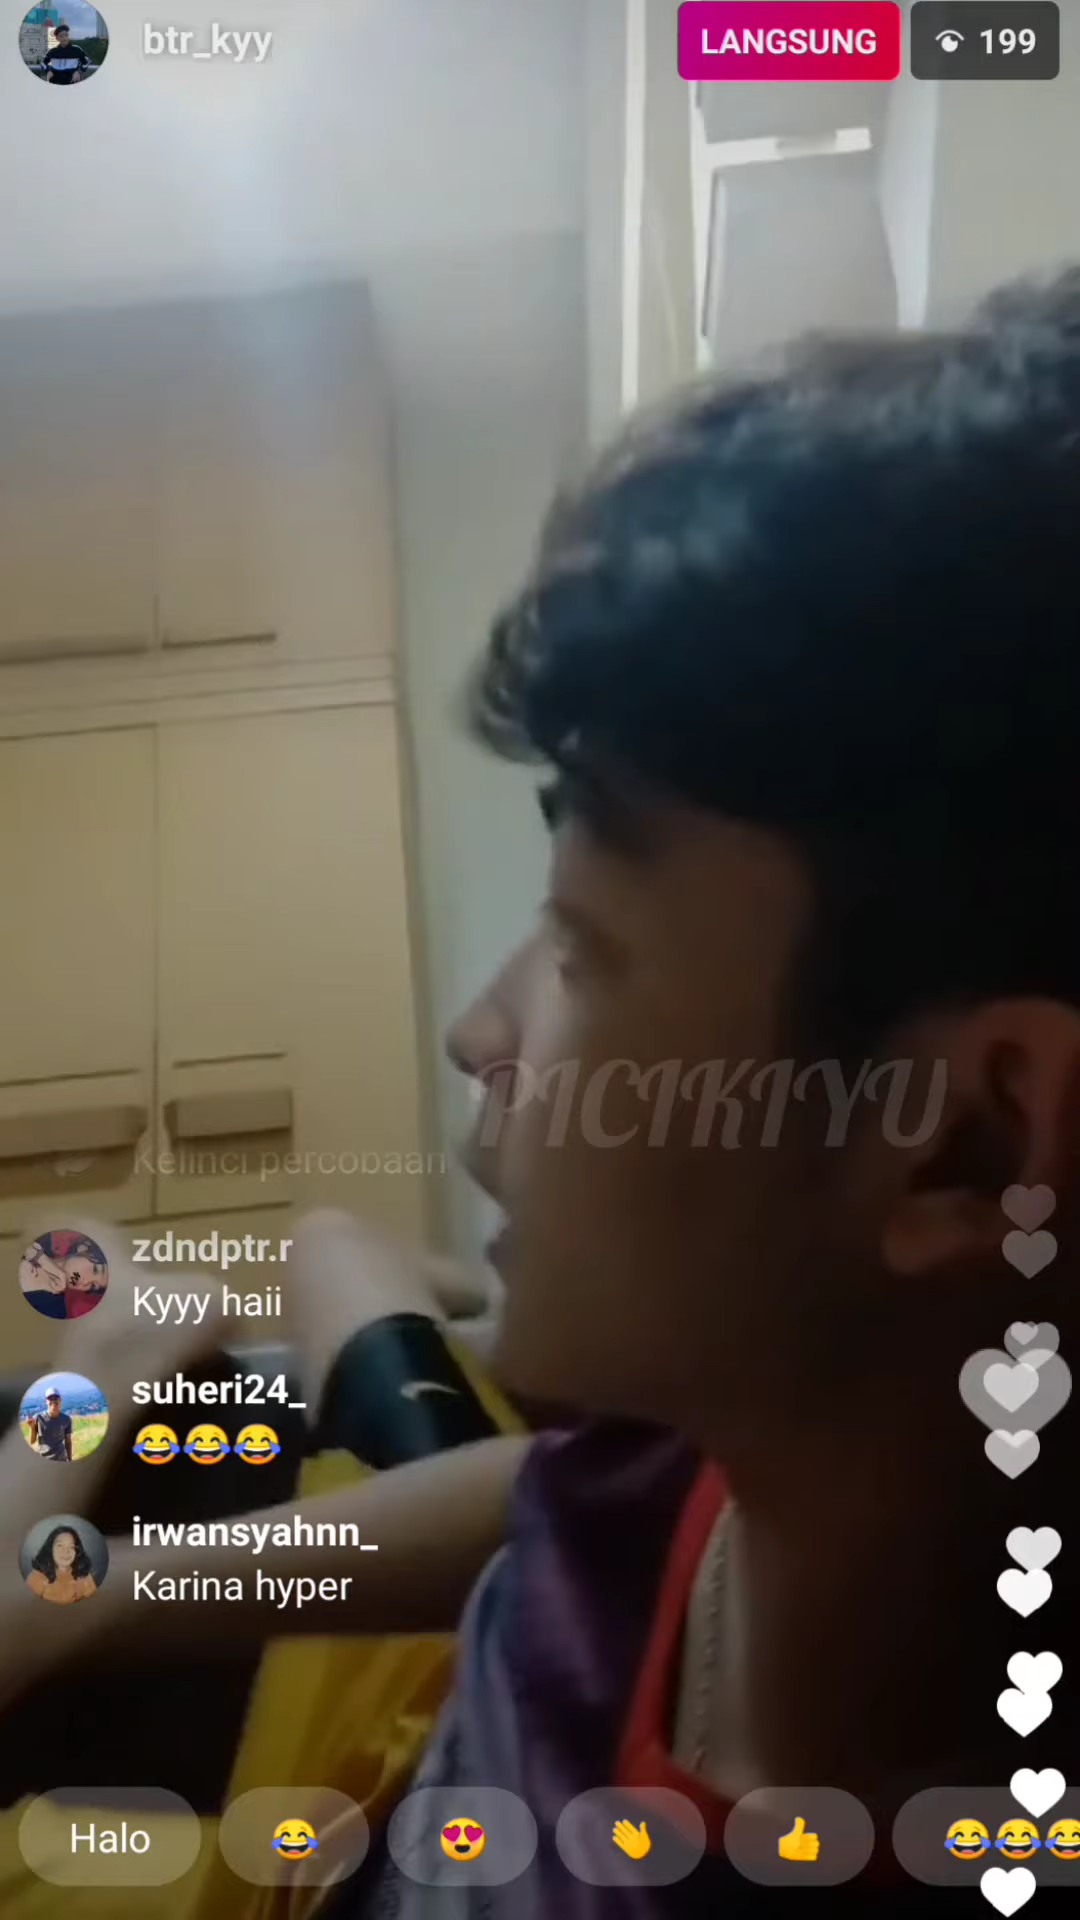 btr_kyy
LANGSUNG
199
PICIKIYU
Kelinci percobaan
zdndptr.r
Kyyy haii
suheri24_
😂😂😂
irwansyahnn_
Karina hyper
Halo 😂 😍 👋 👍 😂😂😂